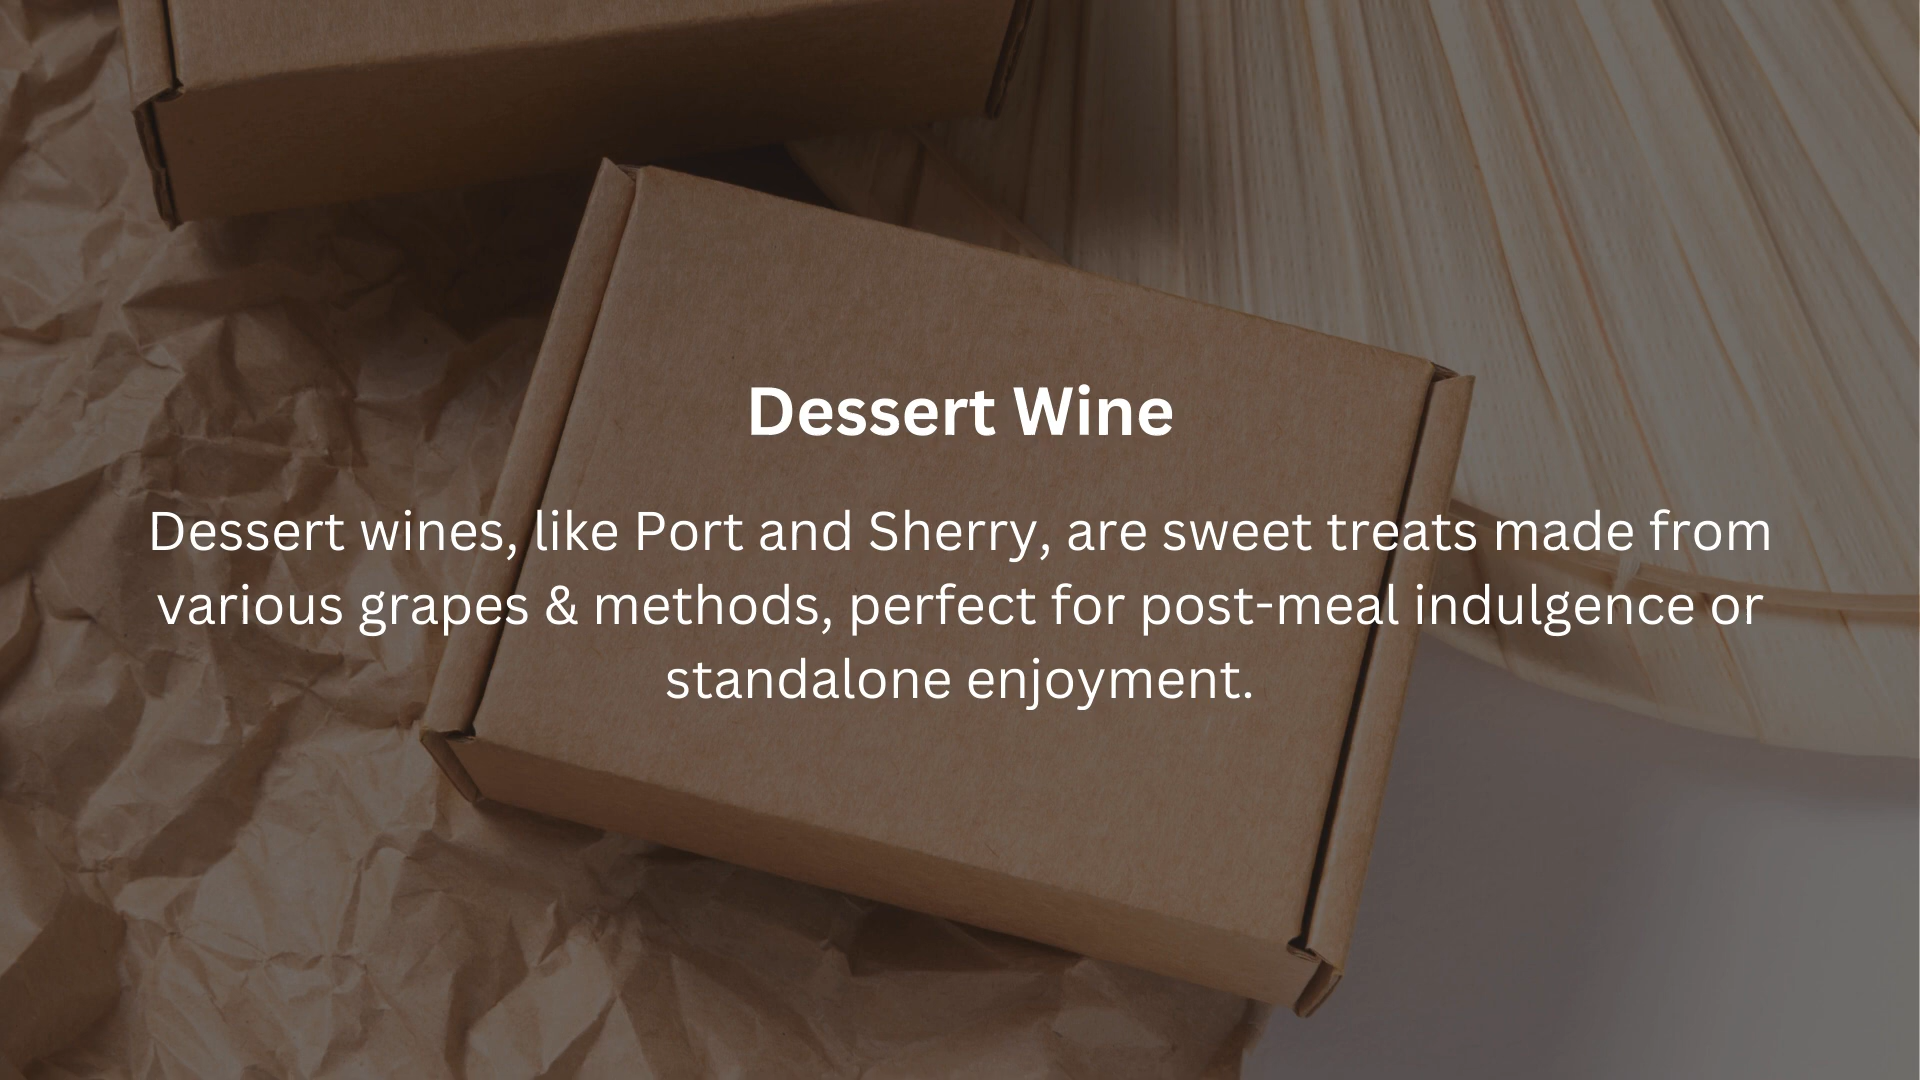 Dessert Wine
Dessert wines, like Port and Sherry, are sweet treats made from
various grapes & methods, perfect for post-meal indulgence or
standalone enjoyment.